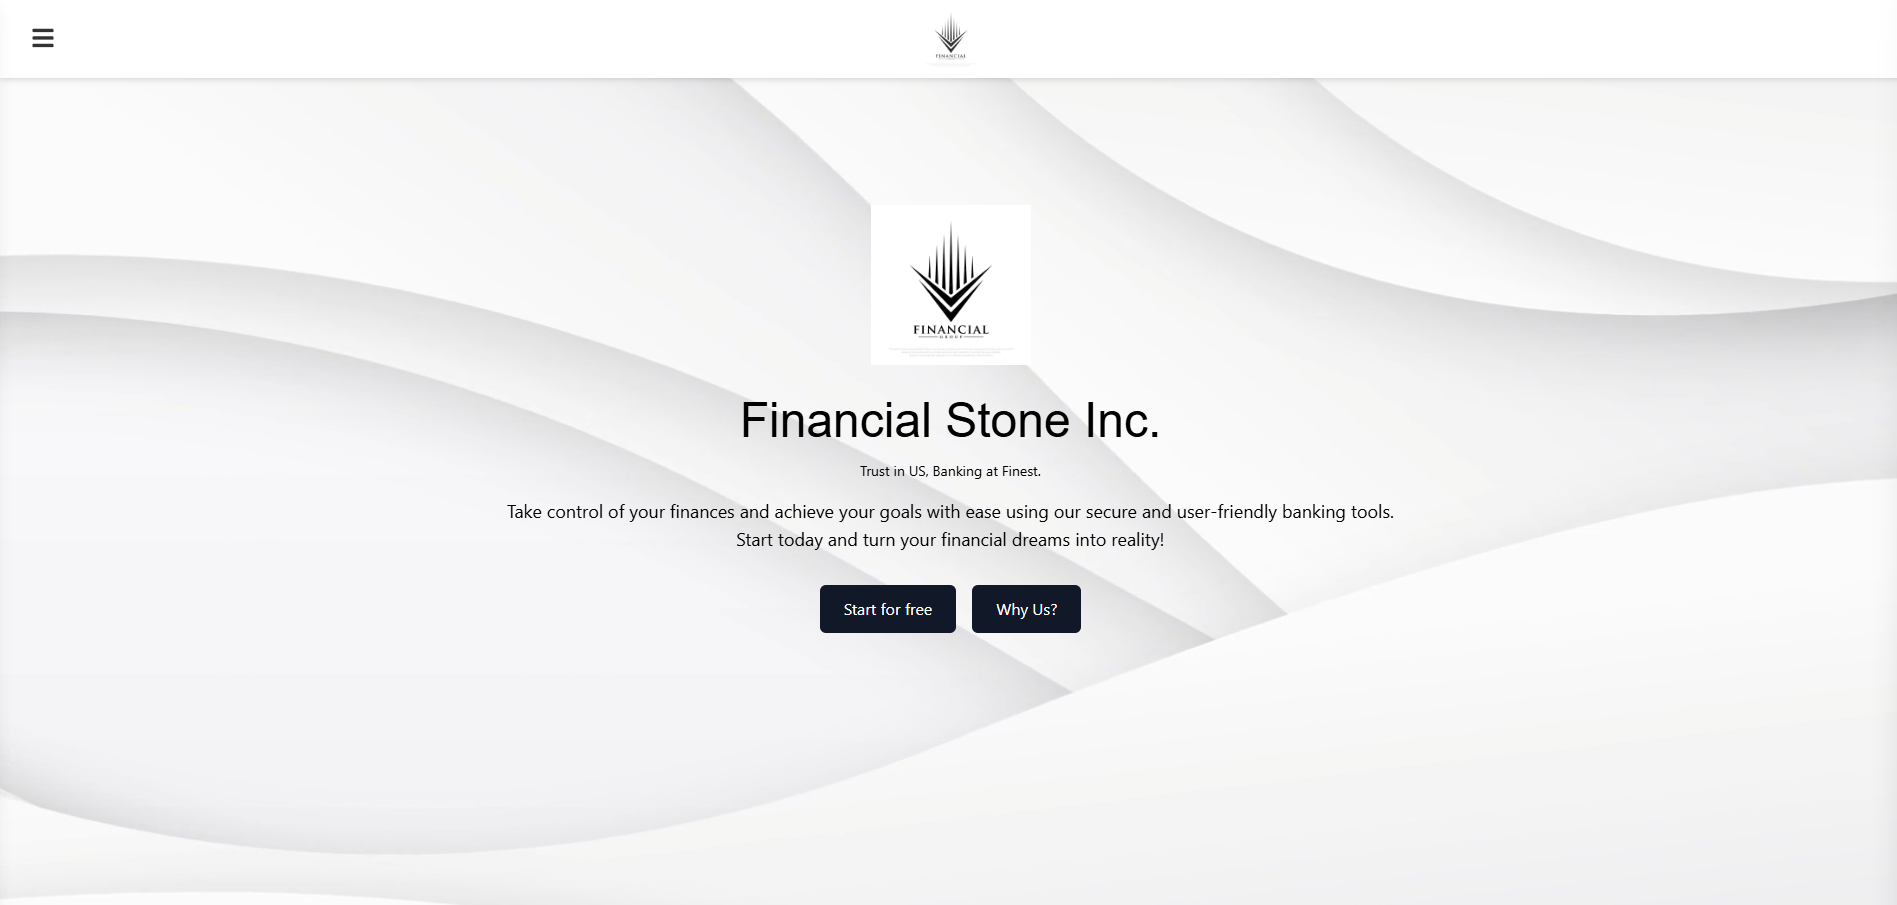 FINANCIAL
FINANCIAL
GROUP
Financial Stone Inc.
Trust in US, Banking at Finest.
Take control of your finances and achieve your goals with ease using our secure and user-friendly banking tools.
Start today and turn your financial dreams into reality!
Start for free
Why Us?